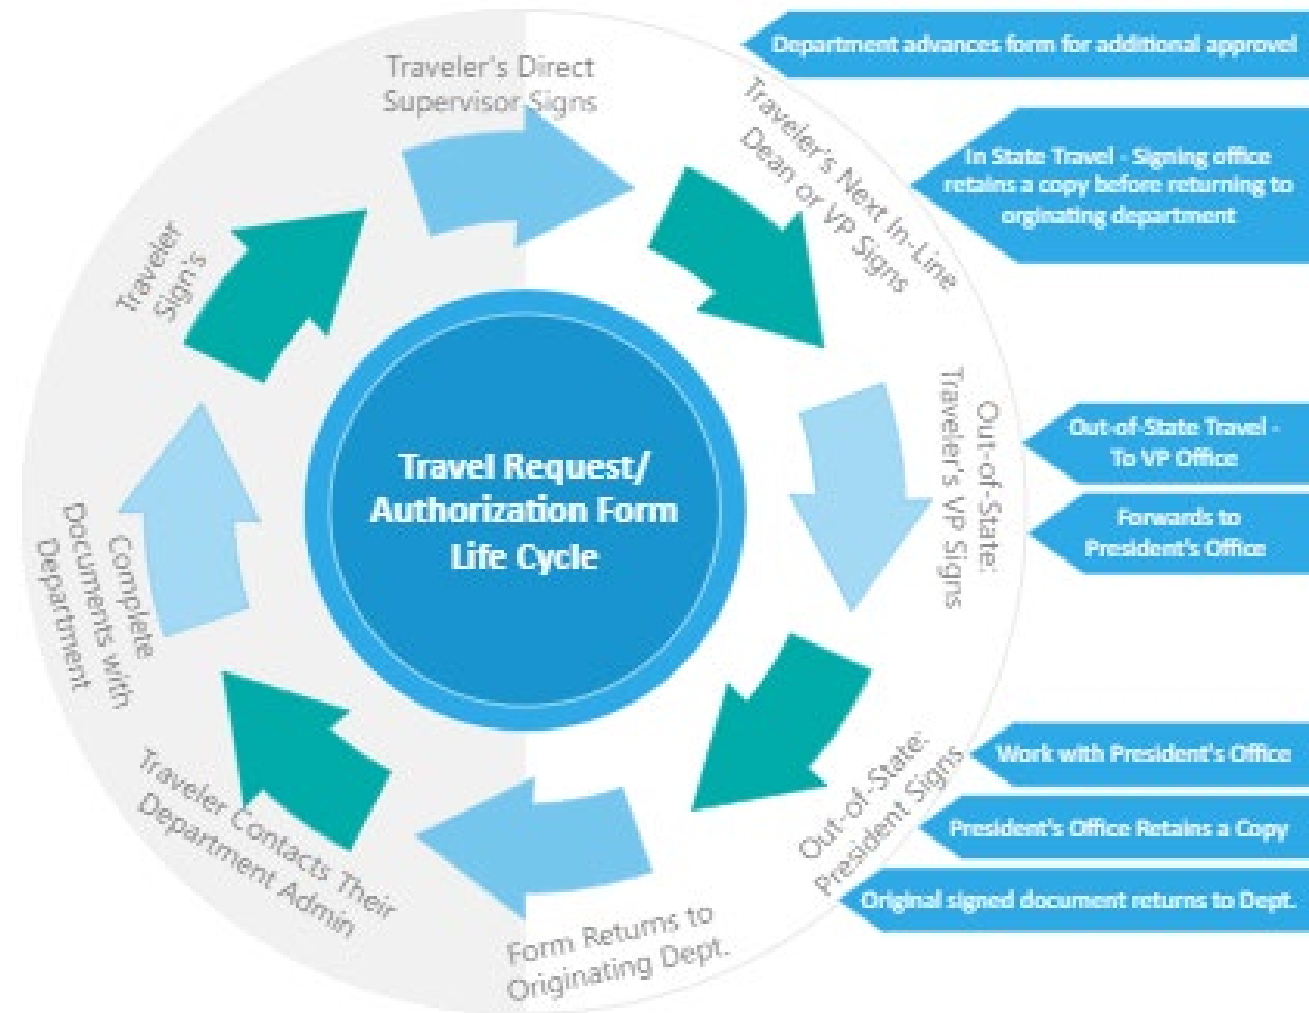 Travel Request/
Authorization Form
Life Cycle
Traveler Contacts Their
Department Admin
Complete
Documents with
Department
Traveler
Sign's
Traveler's Direct
Supervisor Signs
Traveler's Next In-Line
Dean or VP Signs
Out-of-State:
Traveler's VP Signs
Out-of-State:
President Signs
Form Returns to
Originating Dept.
Department advances form for additional approvel
In State Travel - Signing office
retains a copy before returning to
orginating department
Out-of-State Travel -
To VP Office
Forwards to
President's Office
Work with President's Office
President's Office Retains a Copy
Original signed document returns to Dept.